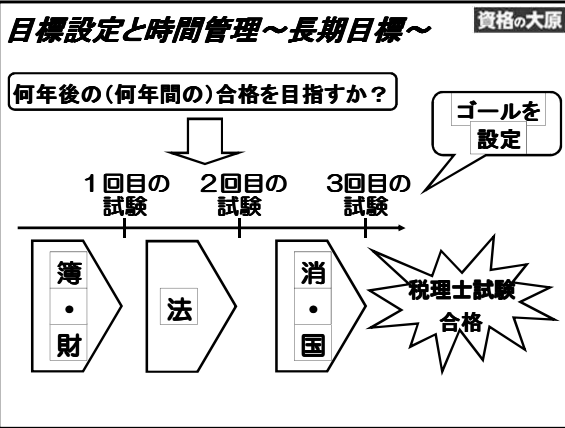 目標設定と時間管理～長期目標～
資格の大原
何年後の(何年間の)合格を目指すか？
ゴールを
設定
1回目の
試験
2回目の
試験
3回目の
試験
簿
・
財
法
消
・
国
税理士試験
合格